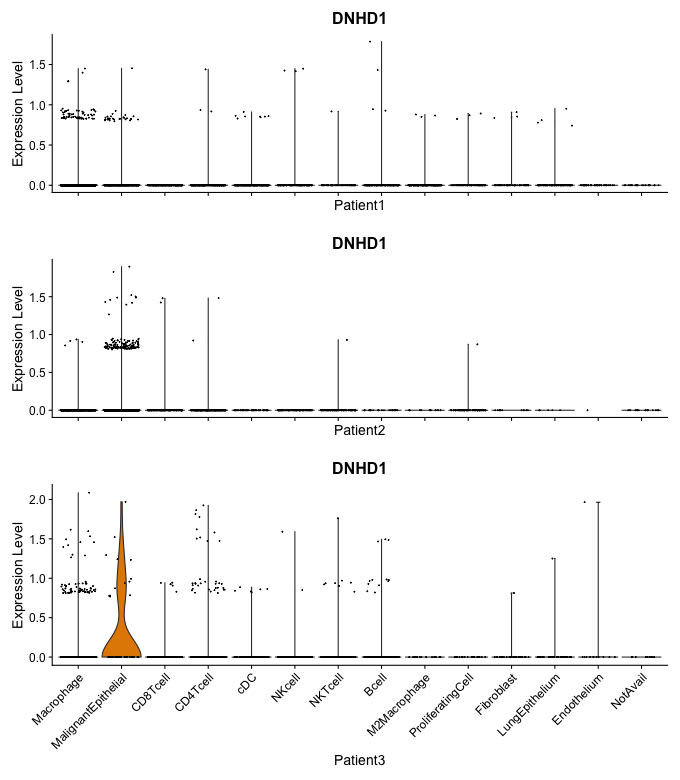 DNHD1
Expression Level
1.5
1.0
0.5
0.0
Patient1
DNHD1
Expression Level
1.5
1.0
0.5
0.0
Patient2
DNHD1
Expression Level
2.0
1.5
1.0
0.5
0.0
Macrophage
MalignantEpithelial
CD8Tcell
CD4Tcell
cDC
NKcell
NKTcell
Bcell
M2Macrophage
ProliferatingCell
Fibroblast
LungEpithelium
Endothelium
NotAvail
Patient3